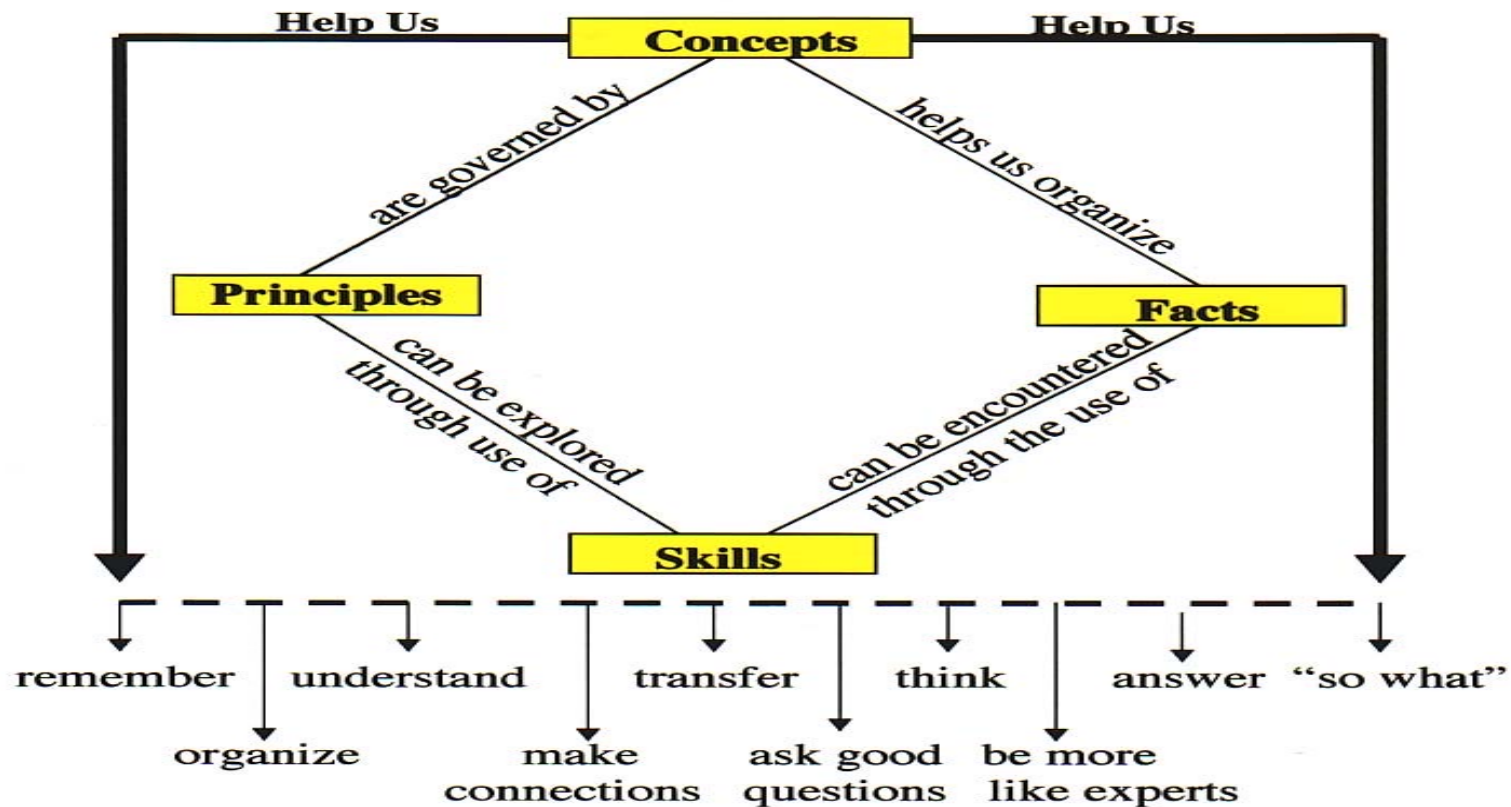 Help Us
Concepts
Help Us
are governed by
helps us organize
Principles
Facts
can be explored
through use of
can be encountered
through the use of
Skills
remember
understand
transfer
think
answer
“so what”
organize
make
connections
ask good
questions
be more
like experts